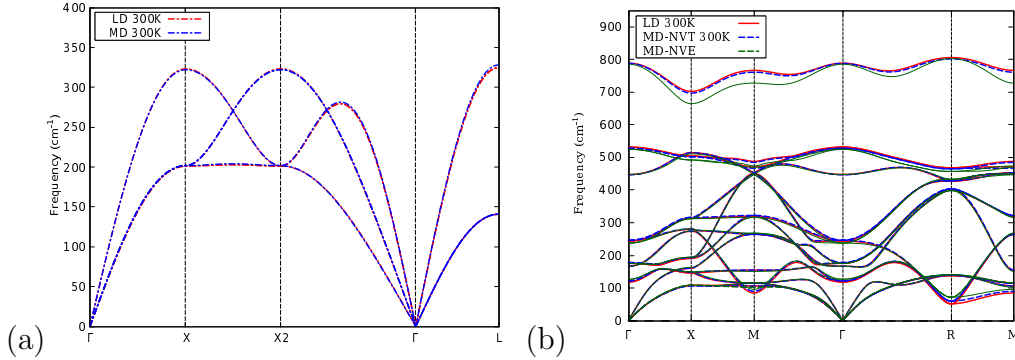 400
350
300
250
200
150
100
50
0
Frequency (cm⁻¹)
LD 300K
MD 300K
Γ X X2 Γ L
(a)
900
800
700
600
500
400
300
200
100
0
Frequency (cm⁻¹)
LD 300K
MD-NVT 300K
MD-NVE
Γ X M Γ R M
(b)